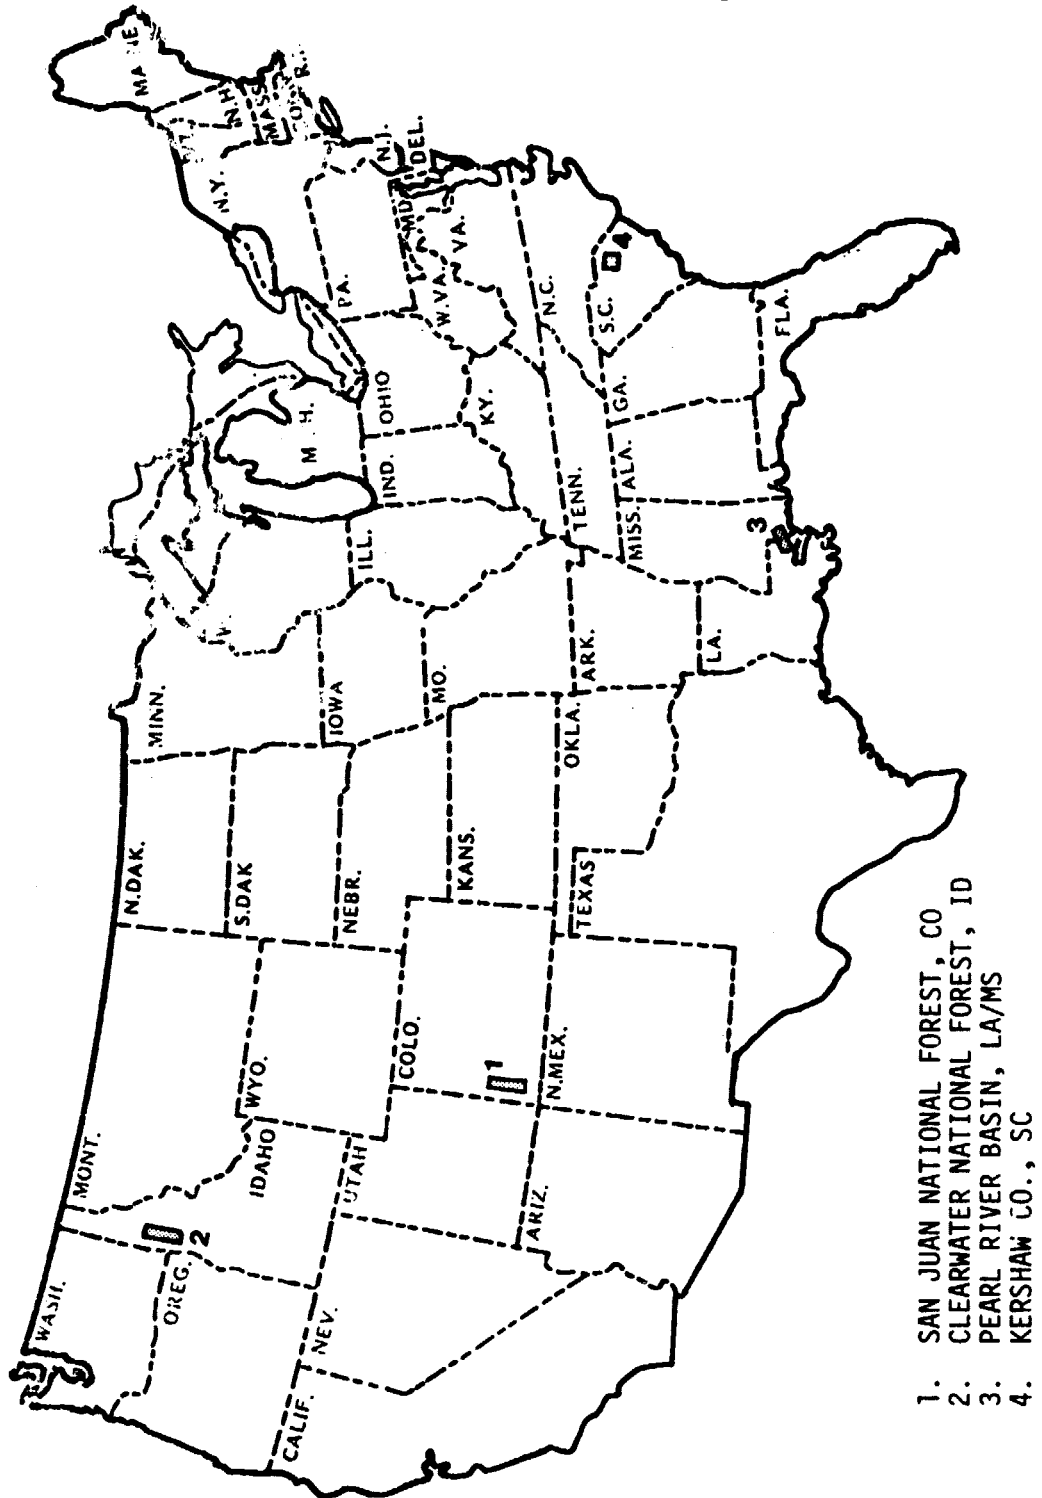 WASH.
MONT.
N.DAK.
MINN.
OREG.
IDAHO
WYO.
S.DAK
NEBR.
IOWA
ILL.
IND.
OHIO
PA.
N.Y.
N.H
MASS
N.J.
DEL.
MD.
W.VA.
VA.
KY.
CALIF.
NEV.
UTAH
COLO.
KANS.
MO.
ARIZ.
N.MEX.
TEXAS
OKLA.
ARK.
TENN.
N.C.
S.C.
GA.
ALA.
MISS.
LA.
FLA.
1
2
3
4
1. SAN JUAN NATIONAL FOREST, CO
2. CLEARWATER NATIONAL FOREST, ID
3. PEARL RIVER BASIN, LA/MS
4. KERSHAW CO., SC